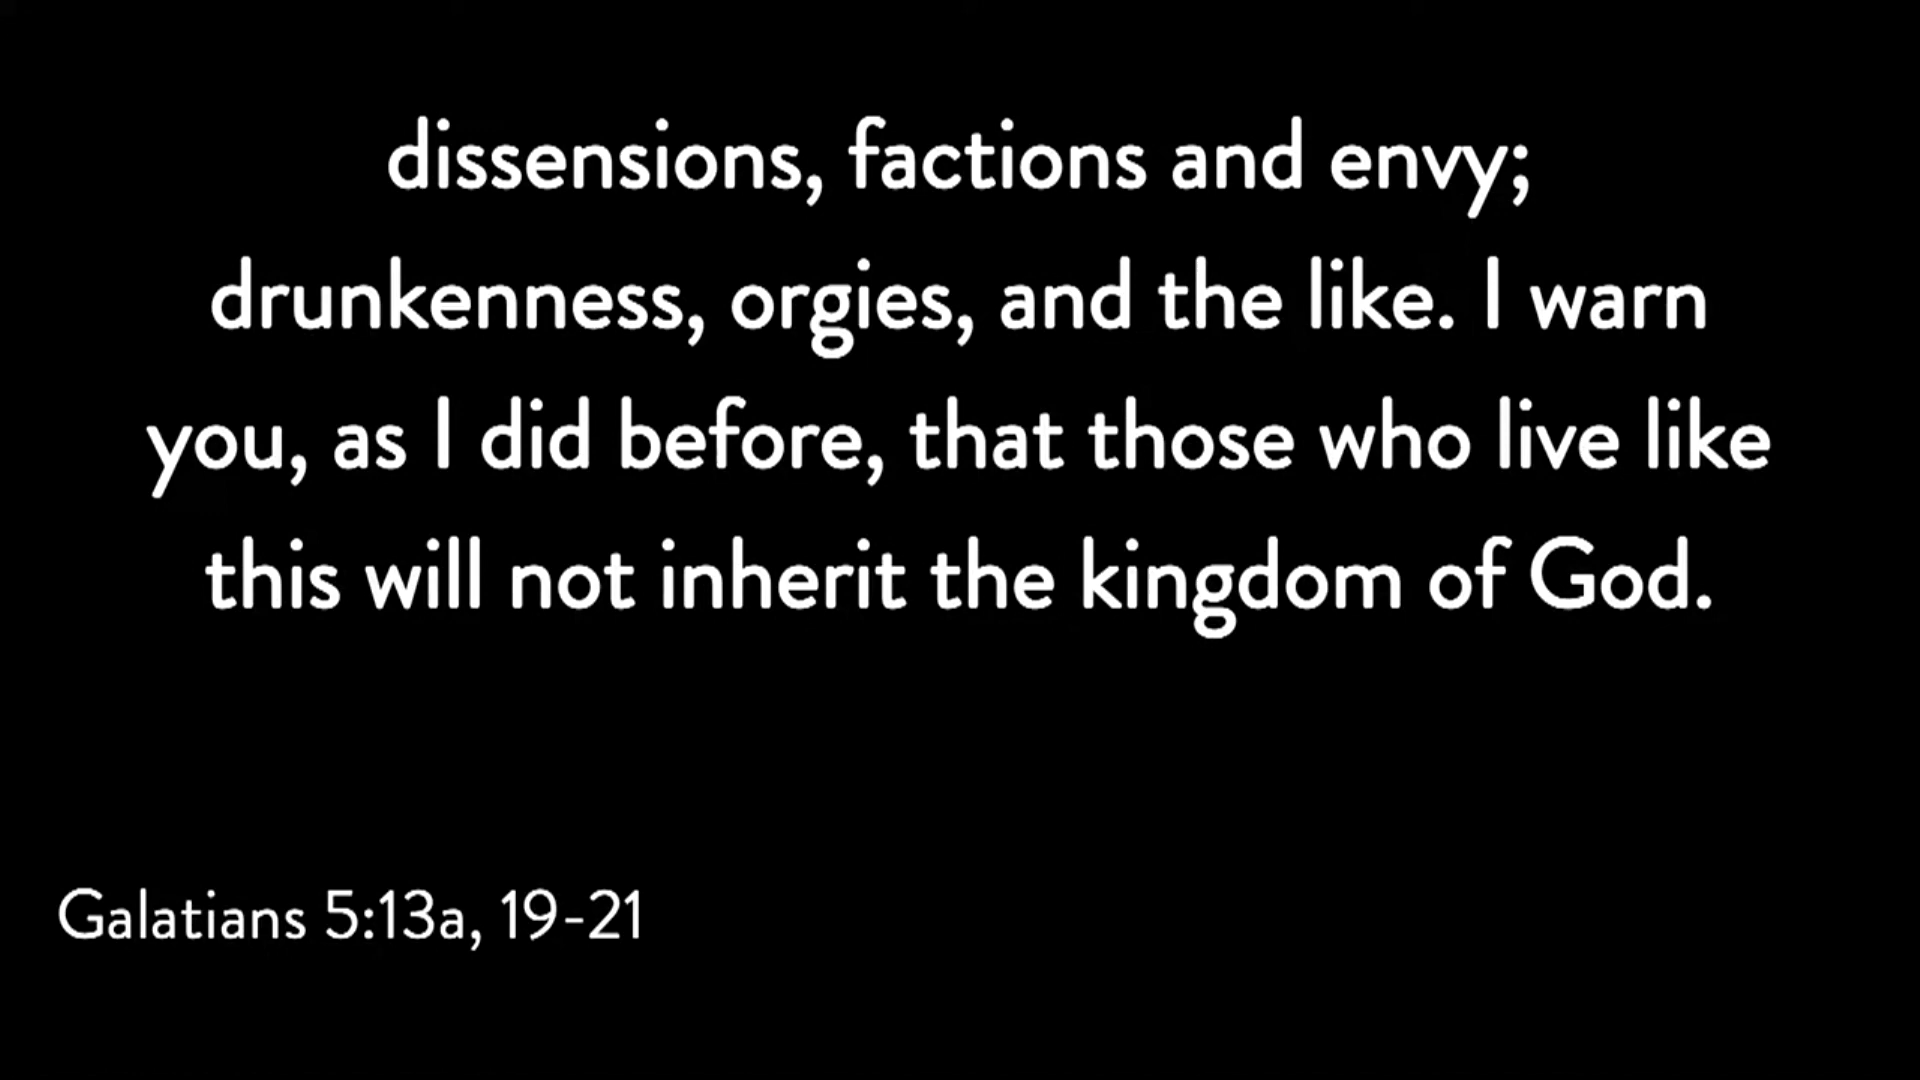 dissensions, factions and envy;
drunkenness, orgies, and the like. I warn
you, as I did before, that those who live like
this will not inherit the kingdom of God.
Galatians 5:13a, 19-21